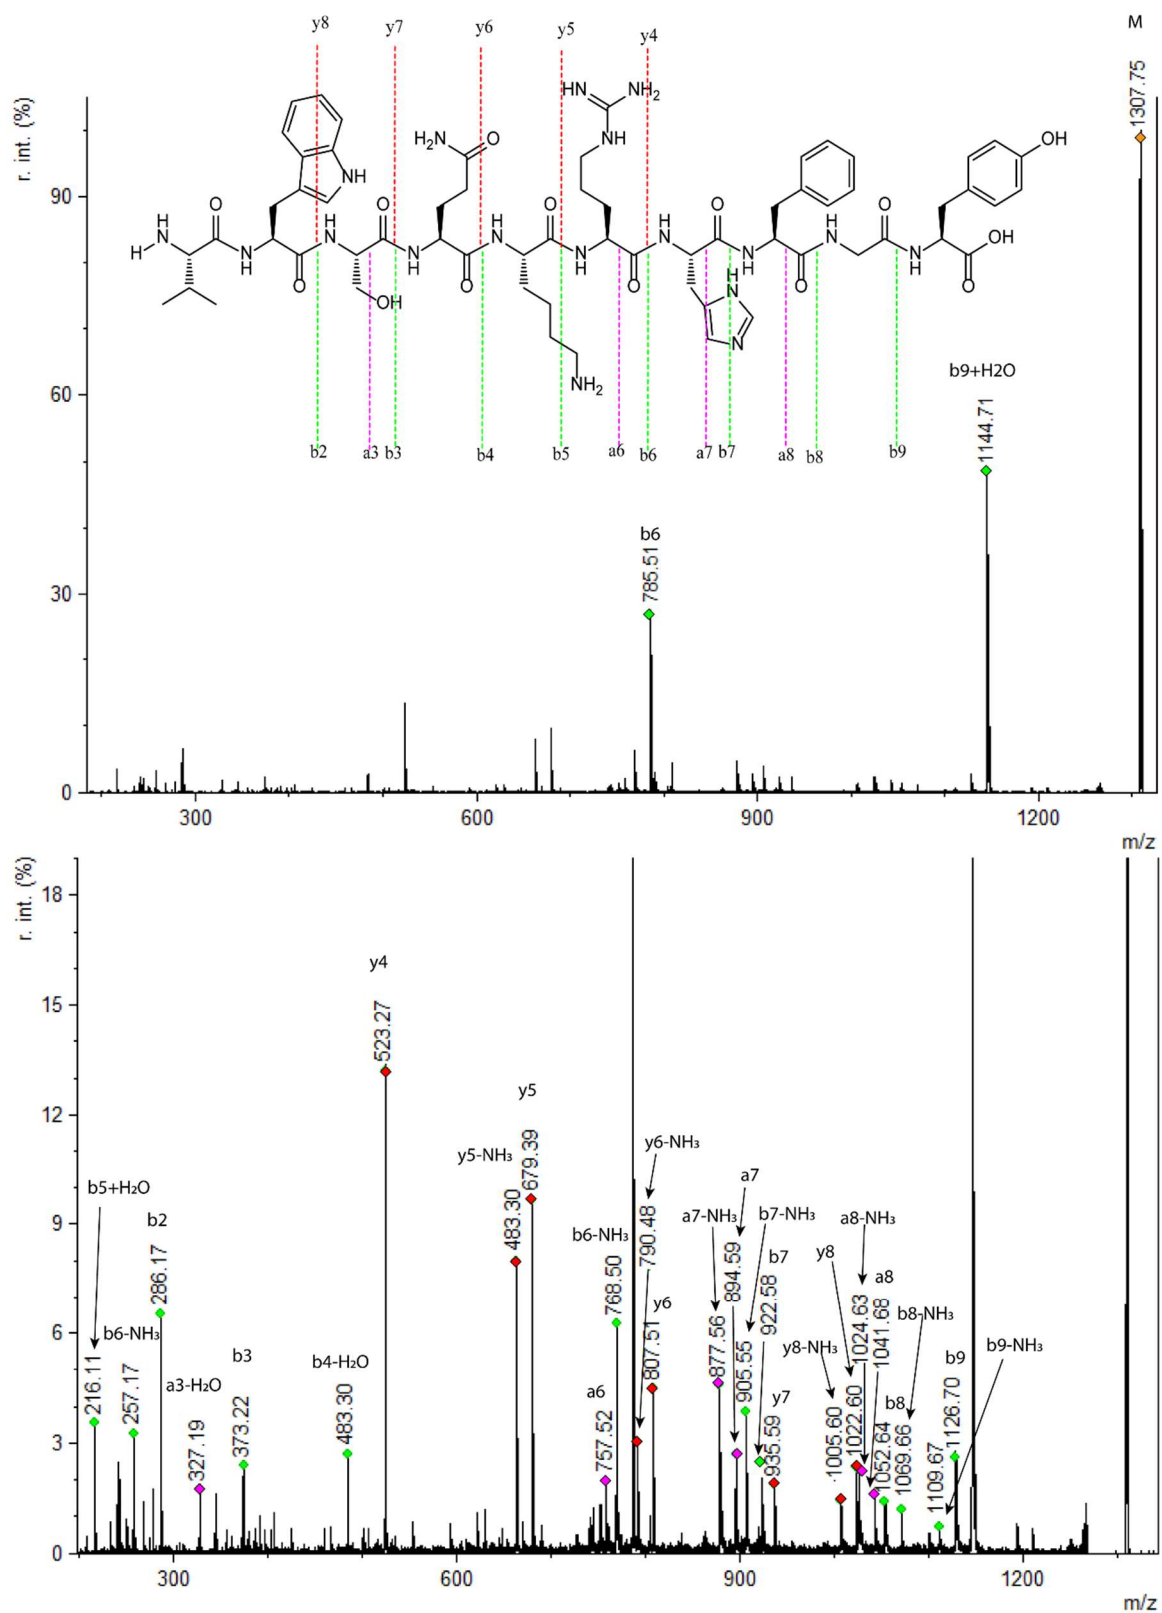 y8 y7 y6 y5 y4 M
1307.75
r. int. (%)
HN NH₂
NH
H₂N O
OH
NH
H O H O H O H O OH
H N N N N N N N N N
H O OH O O O O
H N
N
NH₂
b2 a3 b3 b4 b5 a6 b6 a7 b7 a8 b8 b9
b9+H2O
1144.71
b6
785.51
90
60
30
0
300 600 900 1200
m/z
r. int. (%)
18
15
12
9
6
3
0
b5+H₂O
216.11
b6-NH₃
257.17
b2
286.17
a3-H₂O
327.19
b3
373.22
b4-H₂O
483.30
y4
523.27
y5-NH₃
483.30
y5
679.39
a6
757.52
b6-NH₃
768.50
y6-NH₃
790.48
y6
807.51
a7-NH₃
877.56
a7
894.59
b7-NH₃
905.55
b7
922.58
y7
935.59
y8-NH₃
1005.60
y8
1022.60
a8-NH₃
1024.63
a8
1041.68
b8
1052.64
b8-NH₃
1069.66
b9-NH₃
1109.67
b9
1126.70
300 600 900 1200
m/z